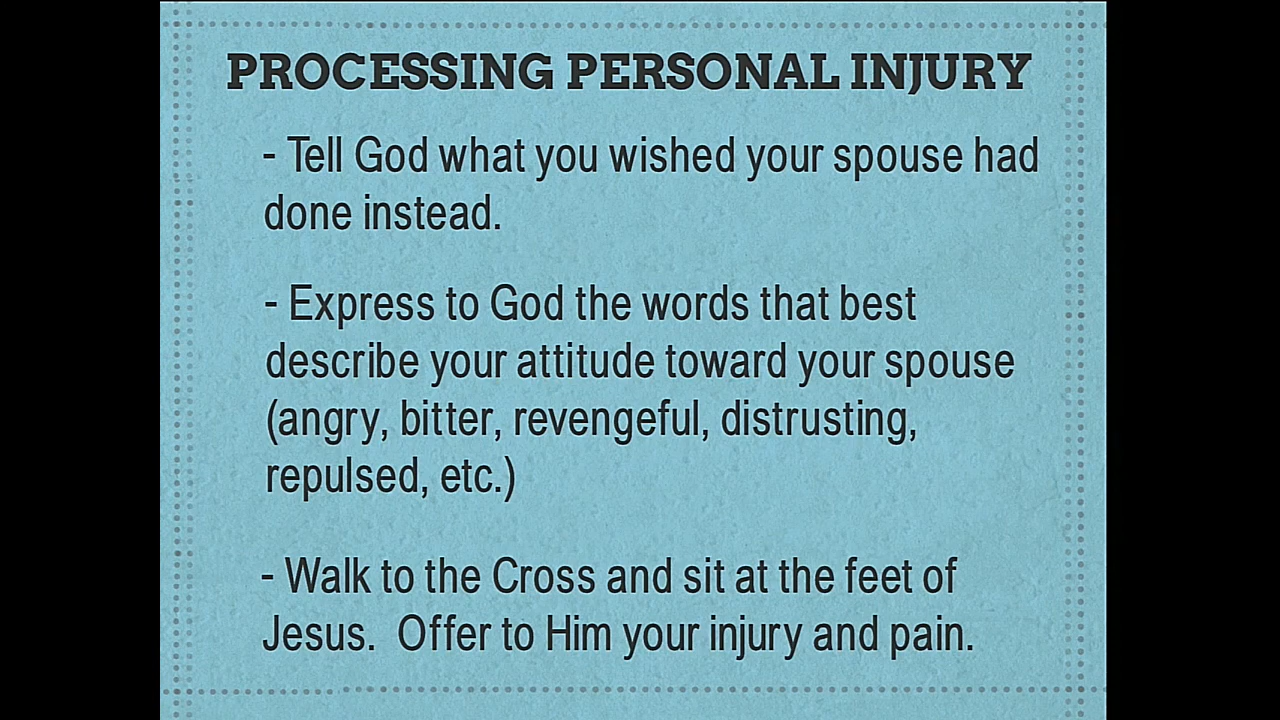 PROCESSING PERSONAL INJURY
- Tell God what you wished your spouse had
done instead.
- Express to God the words that best
describe your attitude toward your spouse
(angry, bitter, revengeful, distrusting,
repulsed, etc.)
- Walk to the Cross and sit at the feet of
Jesus.  Offer to Him your injury and pain.